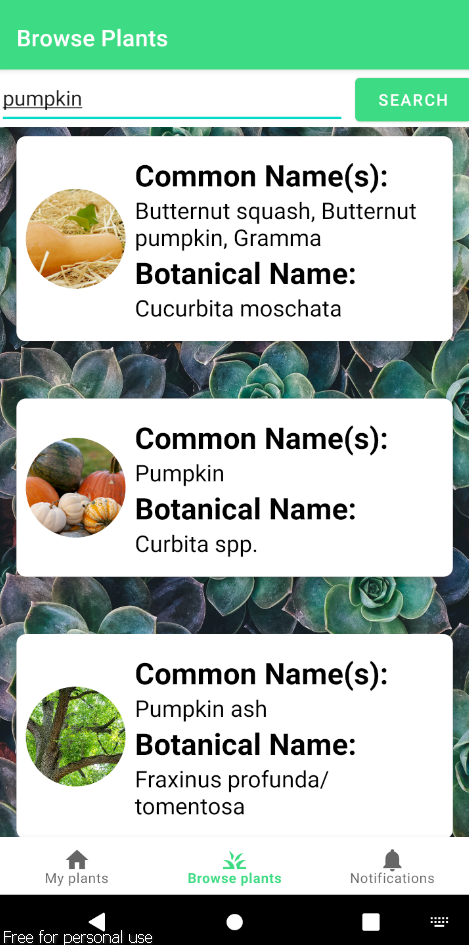 Browse Plants
pumpkin
SEARCH
Common Name(s):
Butternut squash, Butternut
pumpkin, Gramma
Botanical Name:
Cucurbita moschata
Common Name(s):
Pumpkin
Botanical Name:
Curbita spp.
Common Name(s):
Pumpkin ash
Botanical Name:
Fraxinus profunda/
tomentosa
My plants
Browse plants
Notifications
Free for personal use